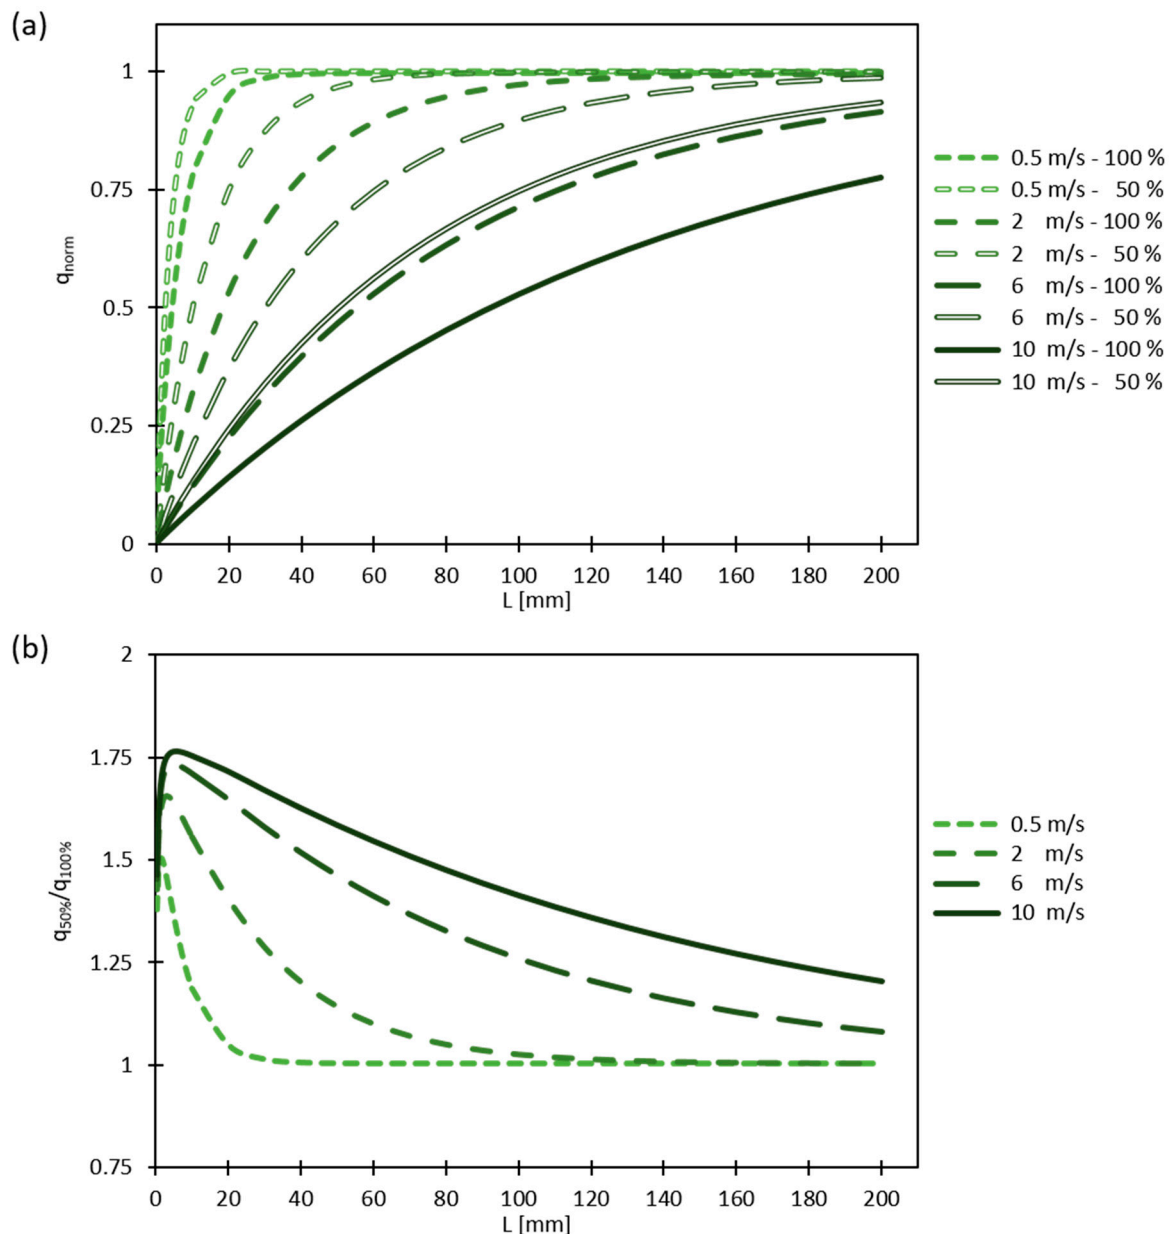 (a)
1
0.75
0.5
0.25
0
qnorm
0 20 40 60 80 100 120 140 160 180 200
L [mm]
0.5 m/s - 100 %
0.5 m/s - 50 %
2 m/s - 100 %
2 m/s - 50 %
6 m/s - 100 %
6 m/s - 50 %
10 m/s - 100 %
10 m/s - 50 %
(b)
2
1.75
1.5
1.25
1
0.75
q50%/q100%
0 20 40 60 80 100 120 140 160 180 200
L [mm]
0.5 m/s
2 m/s
6 m/s
10 m/s